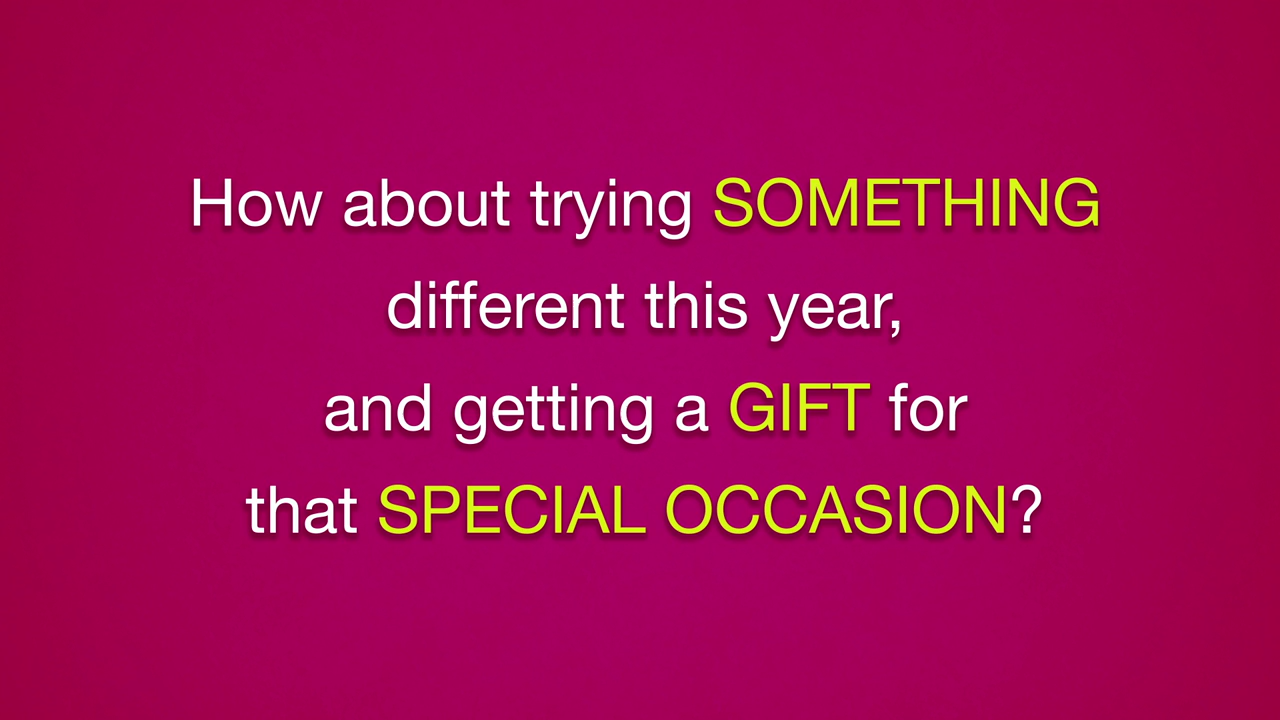 How about trying SOMETHING
different this year,
and getting a GIFT for
that SPECIAL OCCASION?